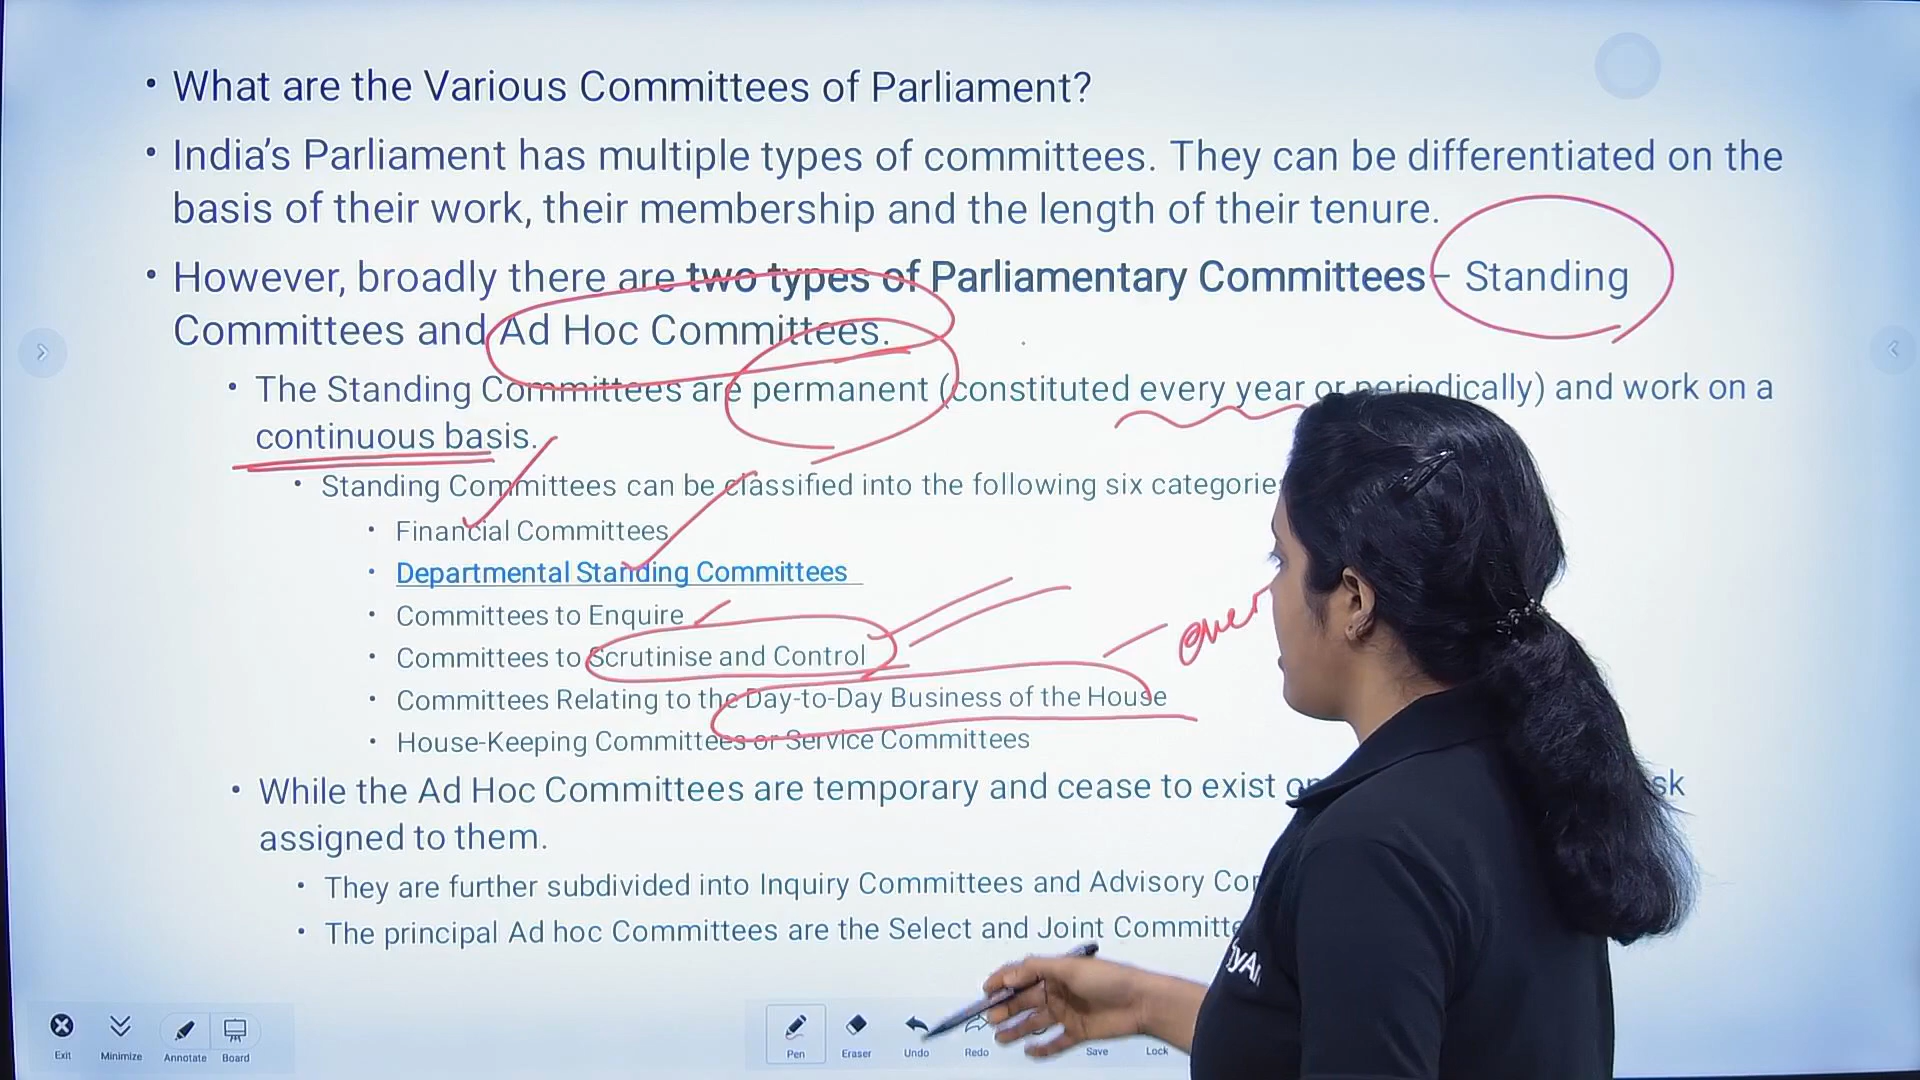 • What are the Various Committees of Parliament?
• India’s Parliament has multiple types of committees. They can be differentiated on the
basis of their work, their membership and the length of their tenure.
• However, broadly there are two types of Parliamentary Committees – Standing
Committees and Ad Hoc Committees.
• The Standing Committees are permanent (constituted every year or periodically) and work on a
continuous basis.
• Standing Committees can be classified into the following six
• Financial Committees
• Departmental Standing Committees
• Committees to Enquire
• Committees to Scrutinise and Control
over
• Committees Relating to the Day-to-Day Business of the House
• House-Keeping Committees or Service Committees
• While the Ad Hoc Committees are temporary and cease to exist
assigned to them.
• They are further subdivided into Inquiry Committees and Advisory
• The principal Ad hoc Committees are the Select and Joint
Exit Minimize Annotate Board Pen Eraser Undo Redo Save Lock